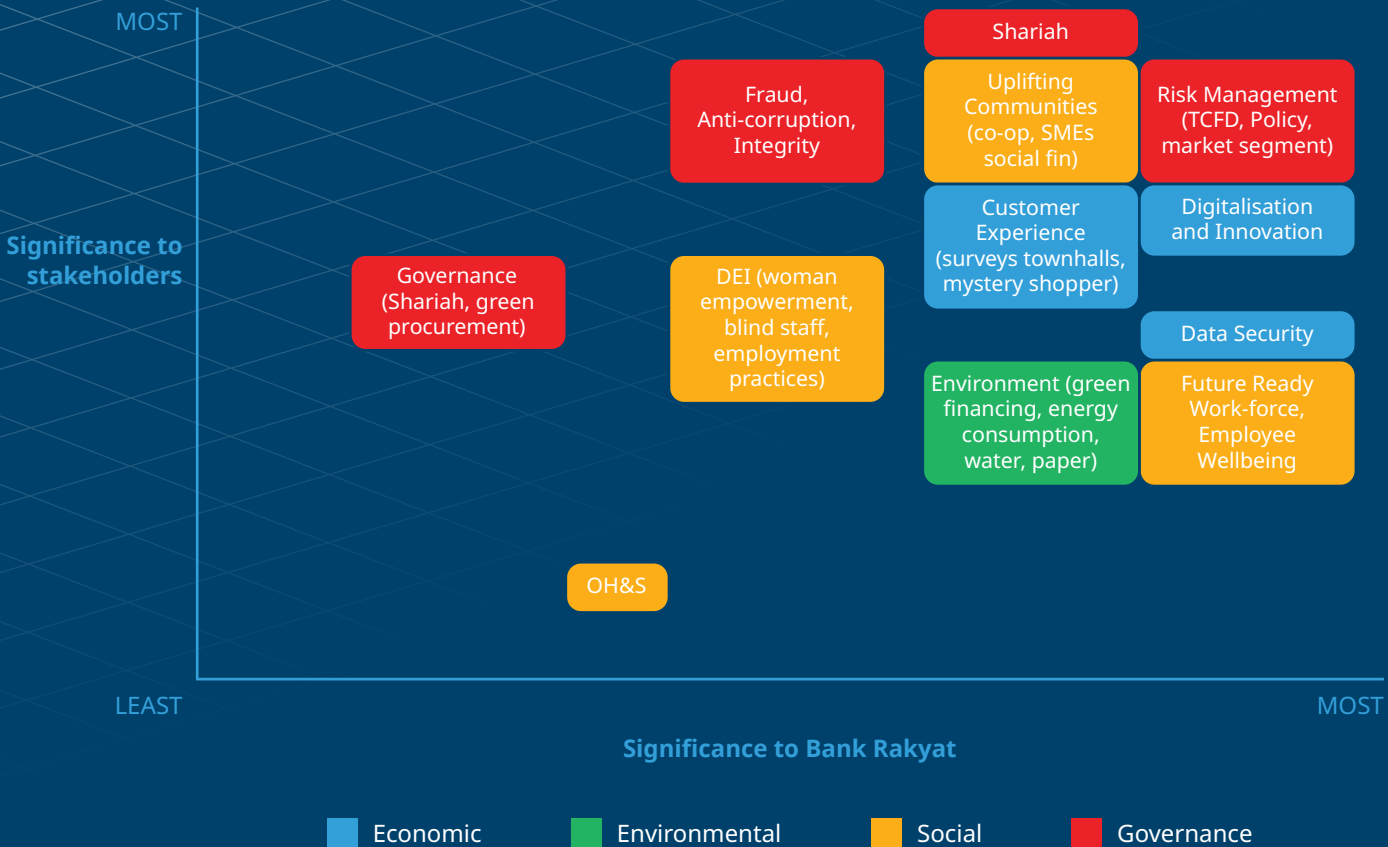 MOST
Significance to
stakeholders
Shariah
Fraud,
Anti-corruption,
Integrity
Uplifting
Communities
(co-op, SMEs
social fin)
Risk Management
(TCFD, Policy,
market segment)
Customer
Experience
(surveys townhalls,
mystery shopper)
Digitalisation
and Innovation
Governance
(Shariah, green
procurement)
DEI (woman
empowerment,
blind staff,
employment
practices)
Data Security
Environment (green
financing, energy
consumption,
water, paper)
Future Ready
Work-force,
Employee
Wellbeing
OH&S
LEAST
MOST
Significance to Bank Rakyat
Economic
Environmental
Social
Governance